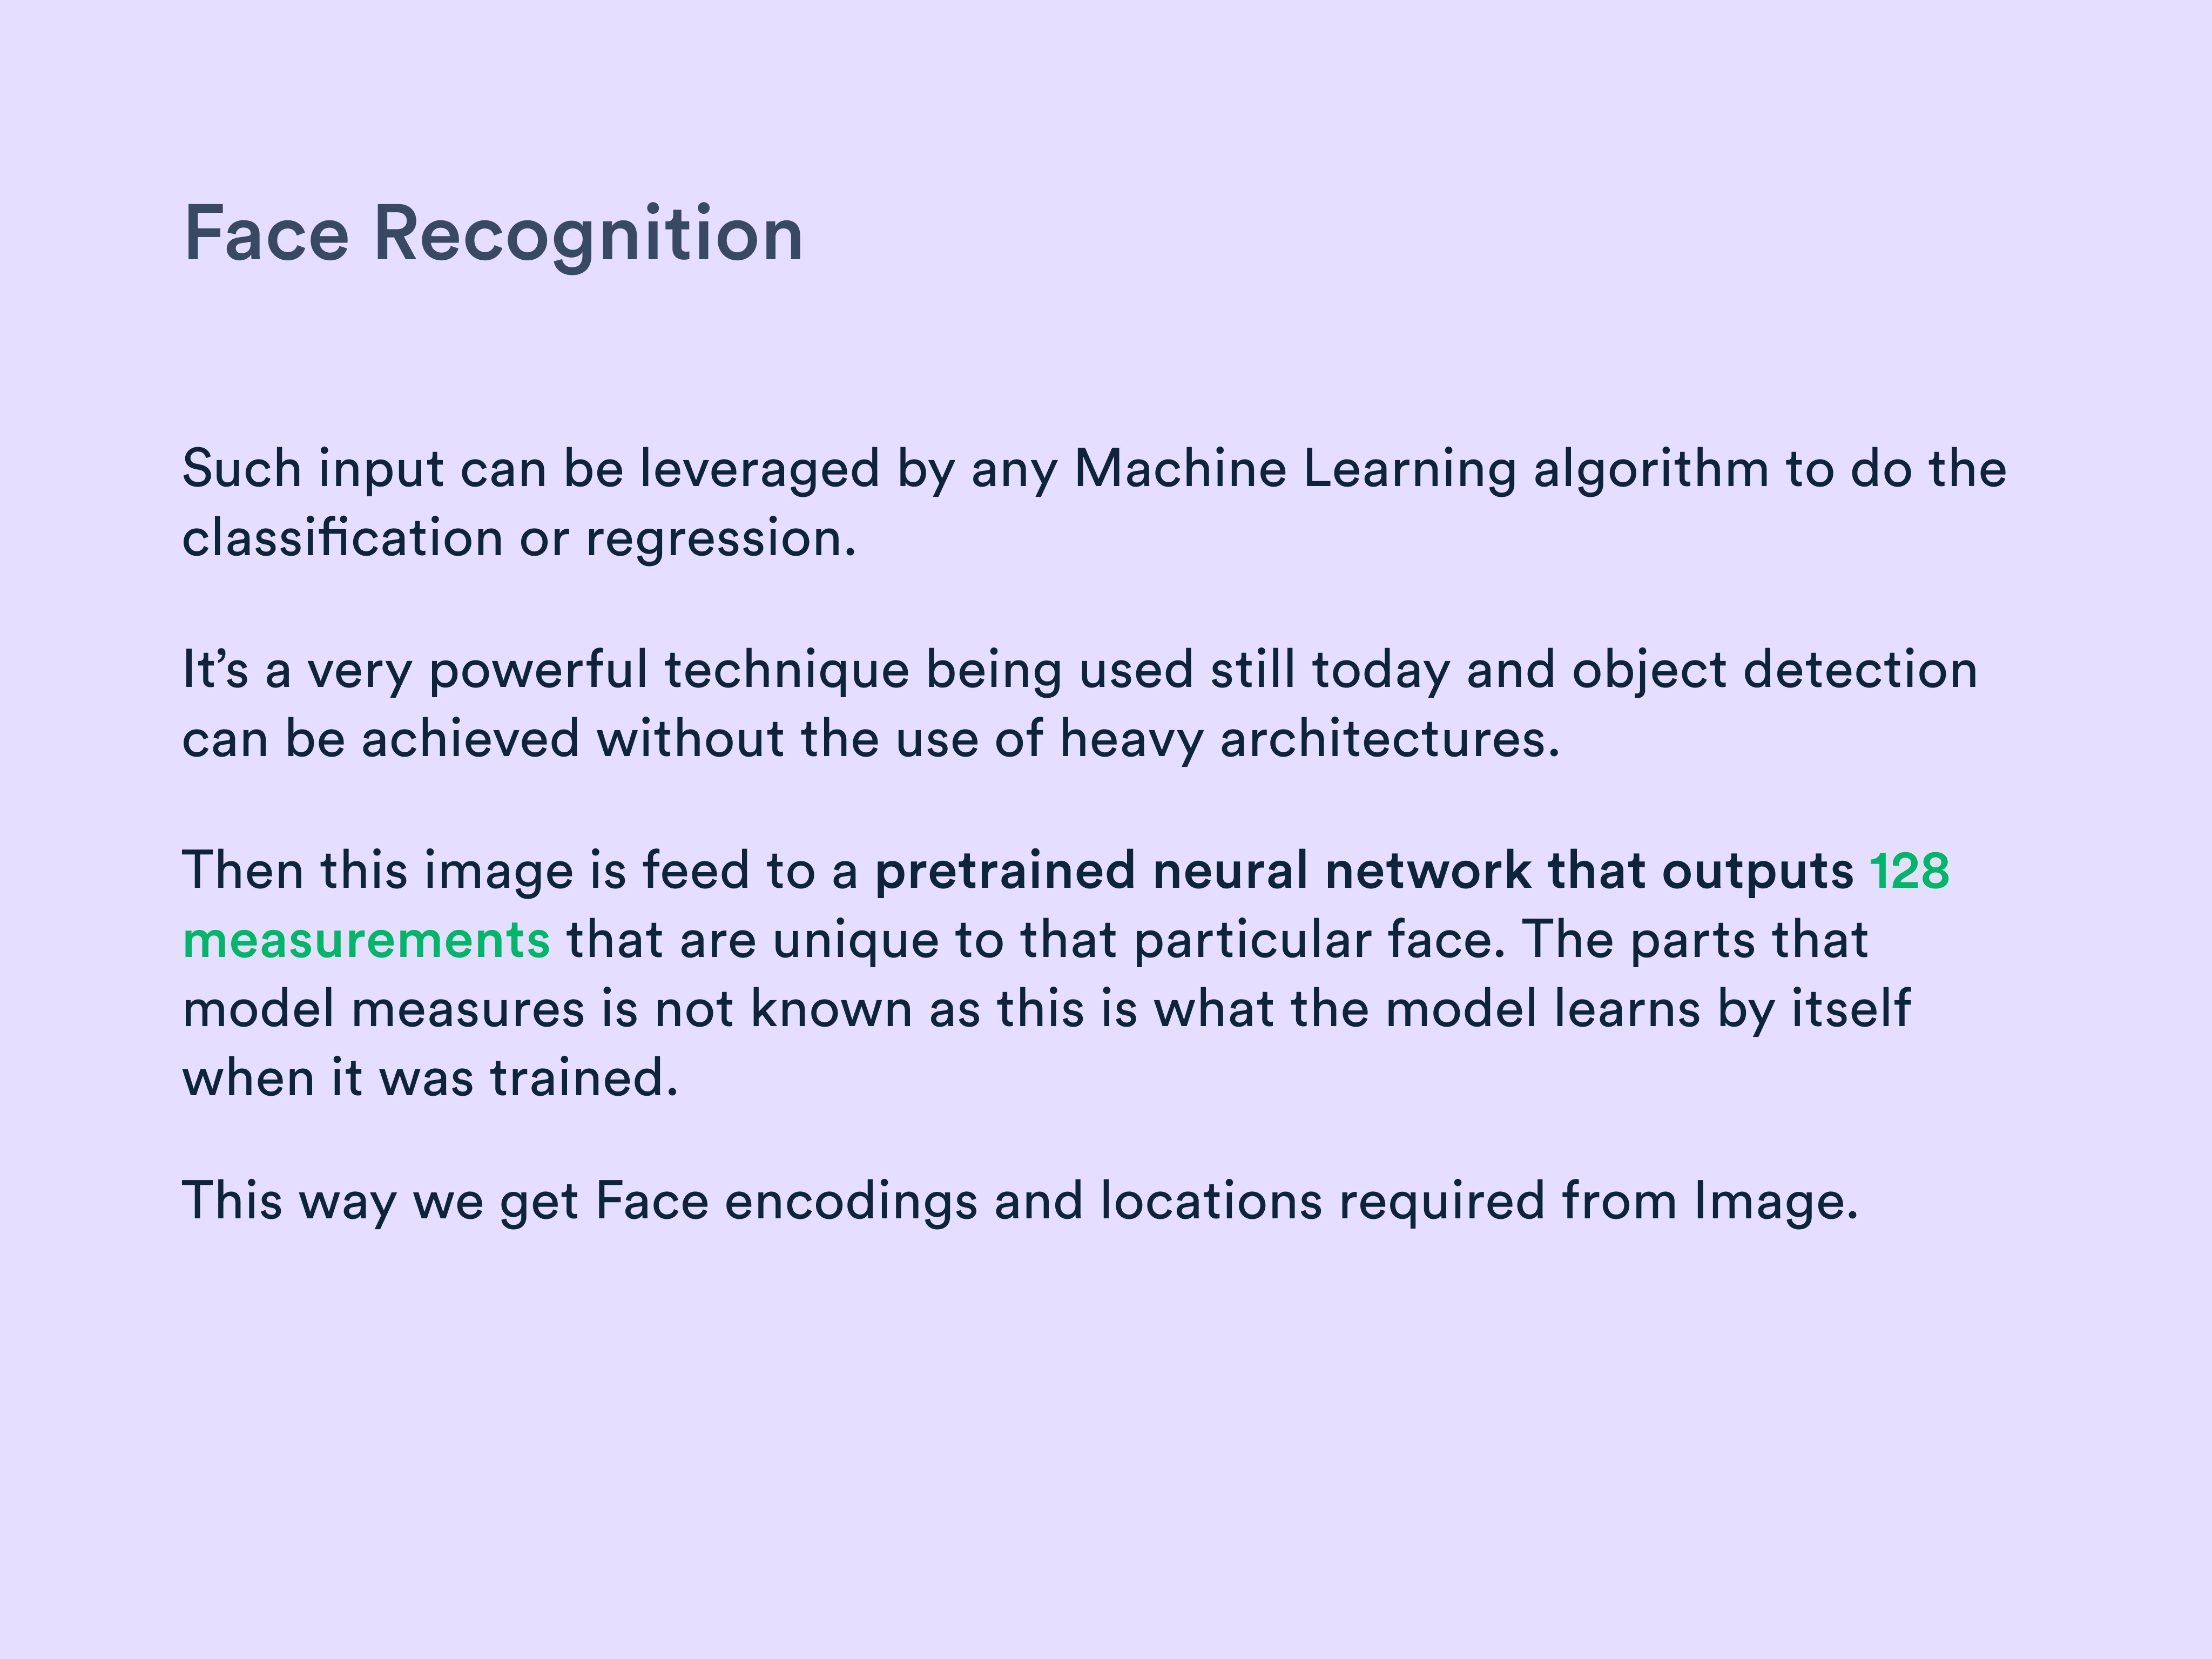 Face Recognition
Such input can be leveraged by any Machine Learning algorithm to do the
classification or regression.
It’s a very powerful technique being used still today and object detection
can be achieved without the use of heavy architectures.
Then this image is feed to a pretrained neural network that outputs 128
measurements that are unique to that particular face. The parts that
model measures is not known as this is what the model learns by itself
when it was trained.
This way we get Face encodings and locations required from Image.